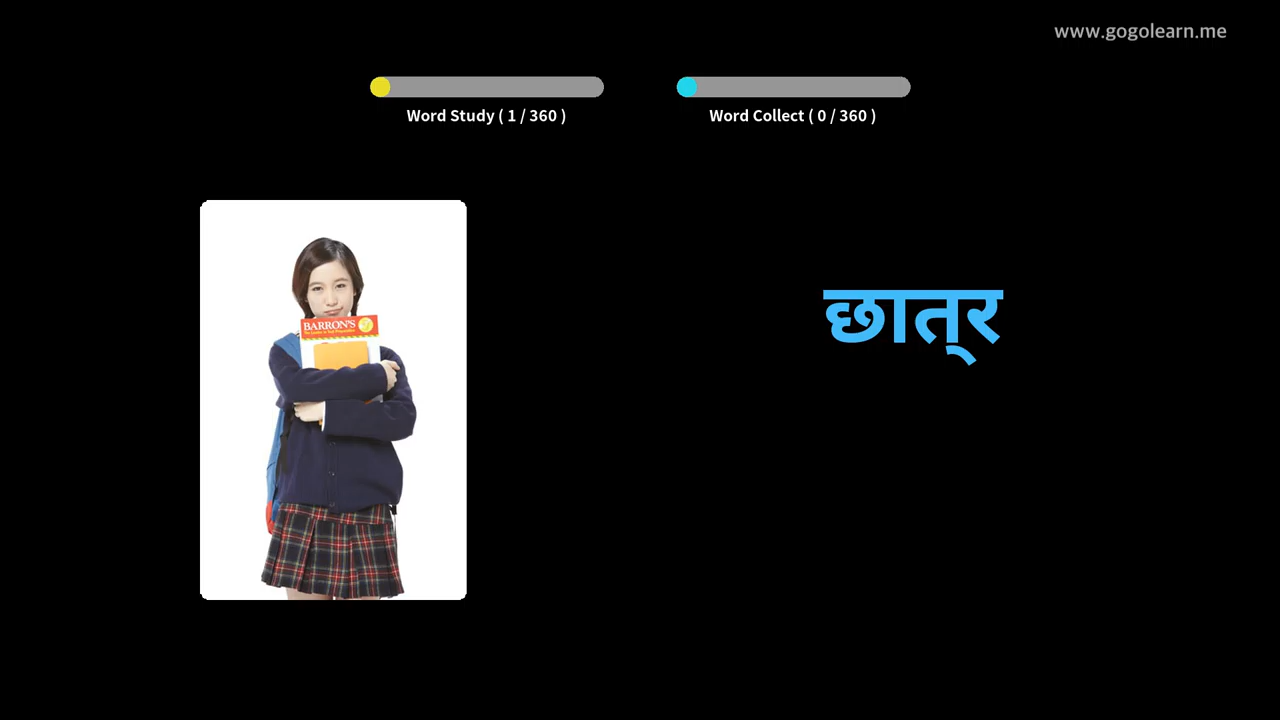 www.gogolearn.me
Word Study ( 1 / 360 )
Word Collect ( 0 / 360 )
BARRON'S
छात्‌र